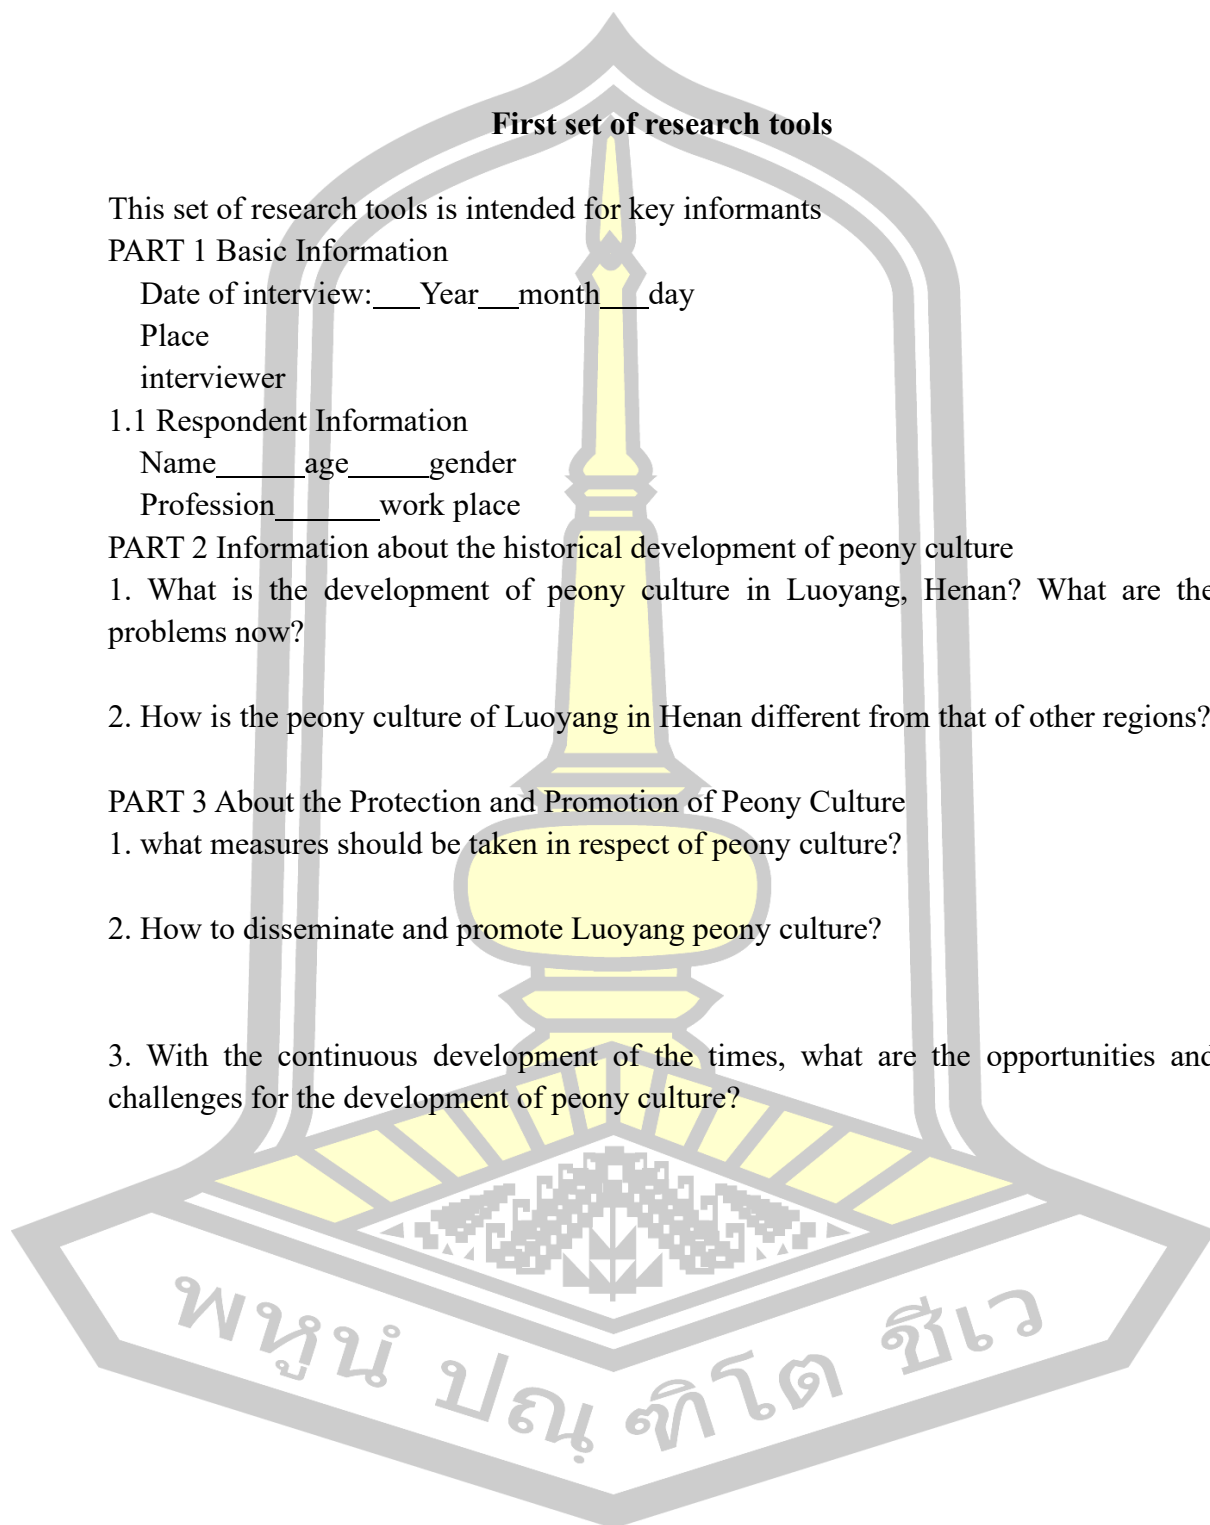 First set of research tools
This set of research tools is intended for key informants
PART 1 Basic Information
Date of interview:___Year___month___day
Place
interviewer
1.1 Respondent Information
Name______age_____gender
Profession_______work place
PART 2 Information about the historical development of peony culture
1. What is the development of peony culture in Luoyang, Henan? What are the
problems now?
2. How is the peony culture of Luoyang in Henan different from that of other regions?
PART 3 About the Protection and Promotion of Peony Culture
1. what measures should be taken in respect of peony culture?
2. How to disseminate and promote Luoyang peony culture?
3. With the continuous development of the times, what are the opportunities and
challenges for the development of peony culture?
พหูนํ ปณฺฑิโต ชีเว